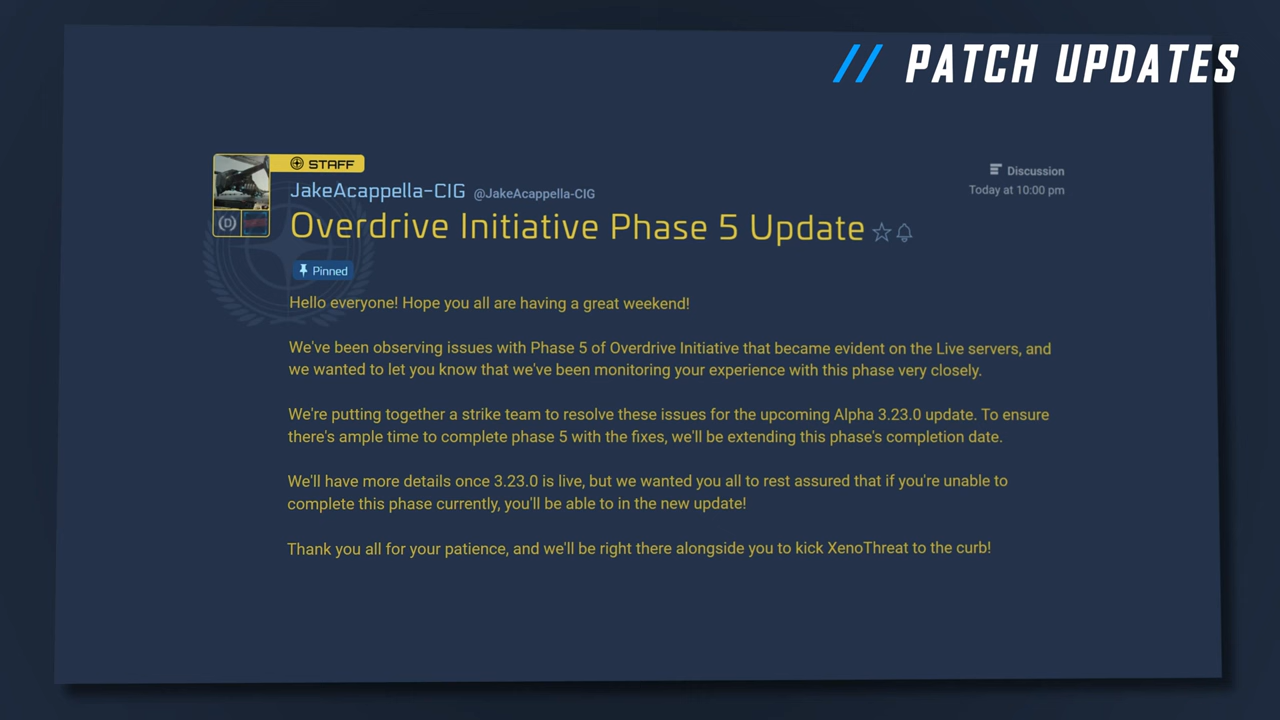 // PATCH UPDATES
STAFF
Discussion
JakeAcappella-CIG @JakeAcappella-CIG
Today at 10:00 pm
(D)
Overdrive Initiative Phase 5 Update
Pinned
Hello everyone! Hope you all are having a great weekend!
We've been observing issues with Phase 5 of Overdrive Initiative that became evident on the Live servers, and
we wanted to let you know that we've been monitoring your experience with this phase very closely.
We're putting together a strike team to resolve these issues for the upcoming Alpha 3.23.0 update. To ensure
there's ample time to complete phase 5 with the fixes, we'll be extending this phase's completion date.
We'll have more details once 3.23.0 is live, but we wanted you all to rest assured that if you're unable to
complete this phase currently, you'll be able to in the new update!
Thank you all for your patience, and we'll be right there alongside you to kick XenoThreat to the curb!